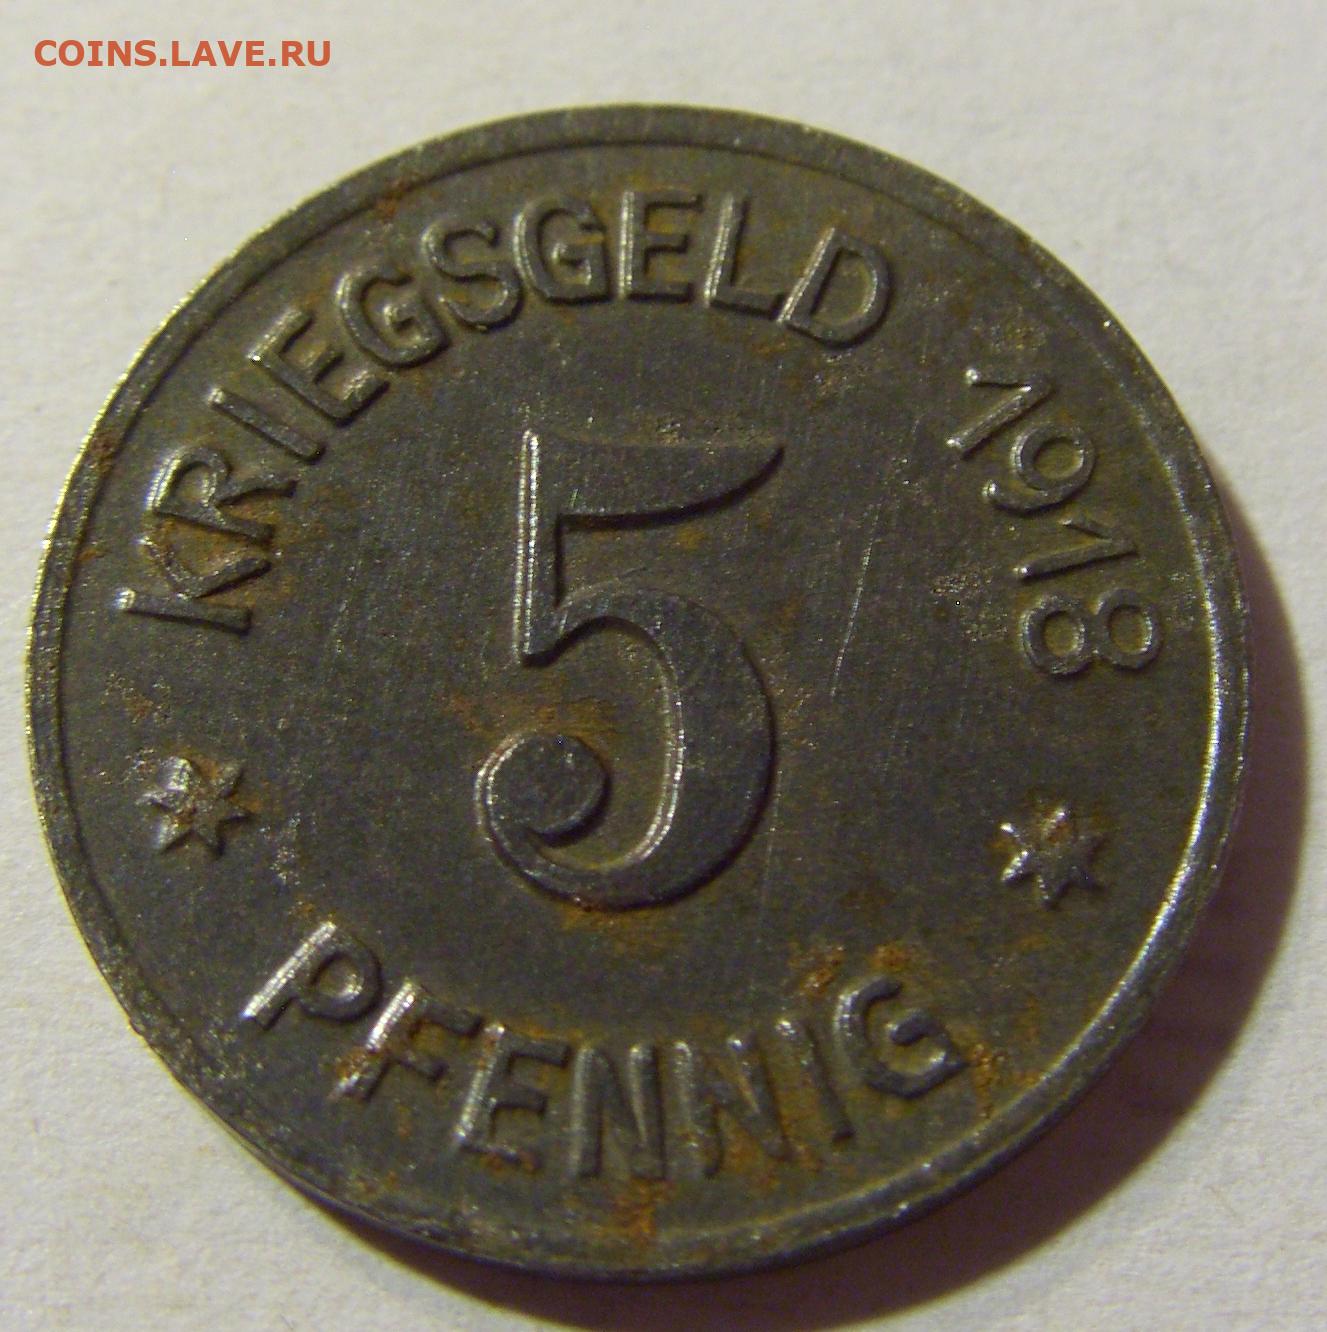 COINS.LAVE.RU
KRIEGSGELD 1918
5
PFENNIG